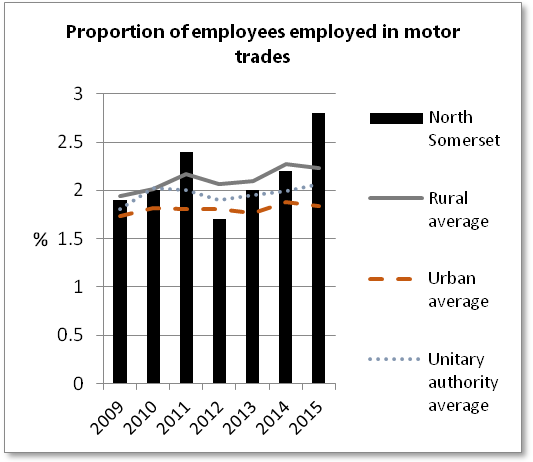 Proportion of employees employed in motor
trades
3
2.5
2
1.5
1
0.5
0
%
2009
2010
2011
2012
2013
2014
2015
North
Somerset
Rural
average
Urban
average
Unitary
authority
average